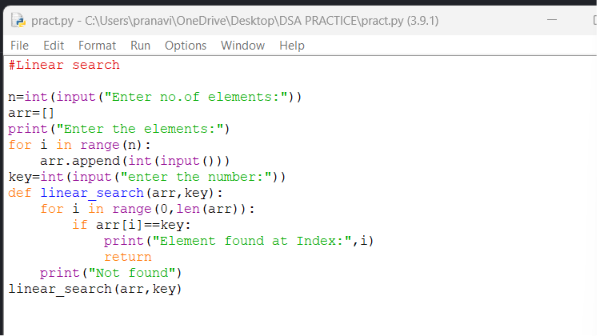 pract.py - C:\Users\pranavi\OneDrive\Desktop\DSA PRACTICE\pract.py (3.9.1)
File Edit Format Run Options Window Help
#Linear search

n=int(input("Enter no.of elements:"))
arr=[]
print("Enter the elements:")
for i in range(n):
    arr.append(int(input()))
key=int(input("enter the number:"))
def linear_search(arr,key):
    for i in range(0,len(arr)):
        if arr[i]==key:
            print("Element found at Index:",i)
            return
    print("Not found")
linear_search(arr,key)